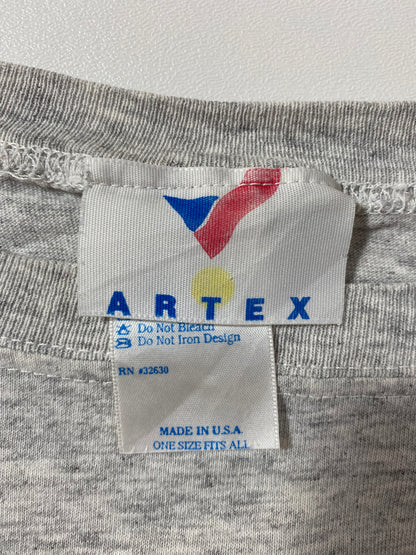 ARTEX
Do Not Bleach
Do Not Iron Design
RN #32630
MADE IN U.S.A.
ONE SIZE FITS ALL